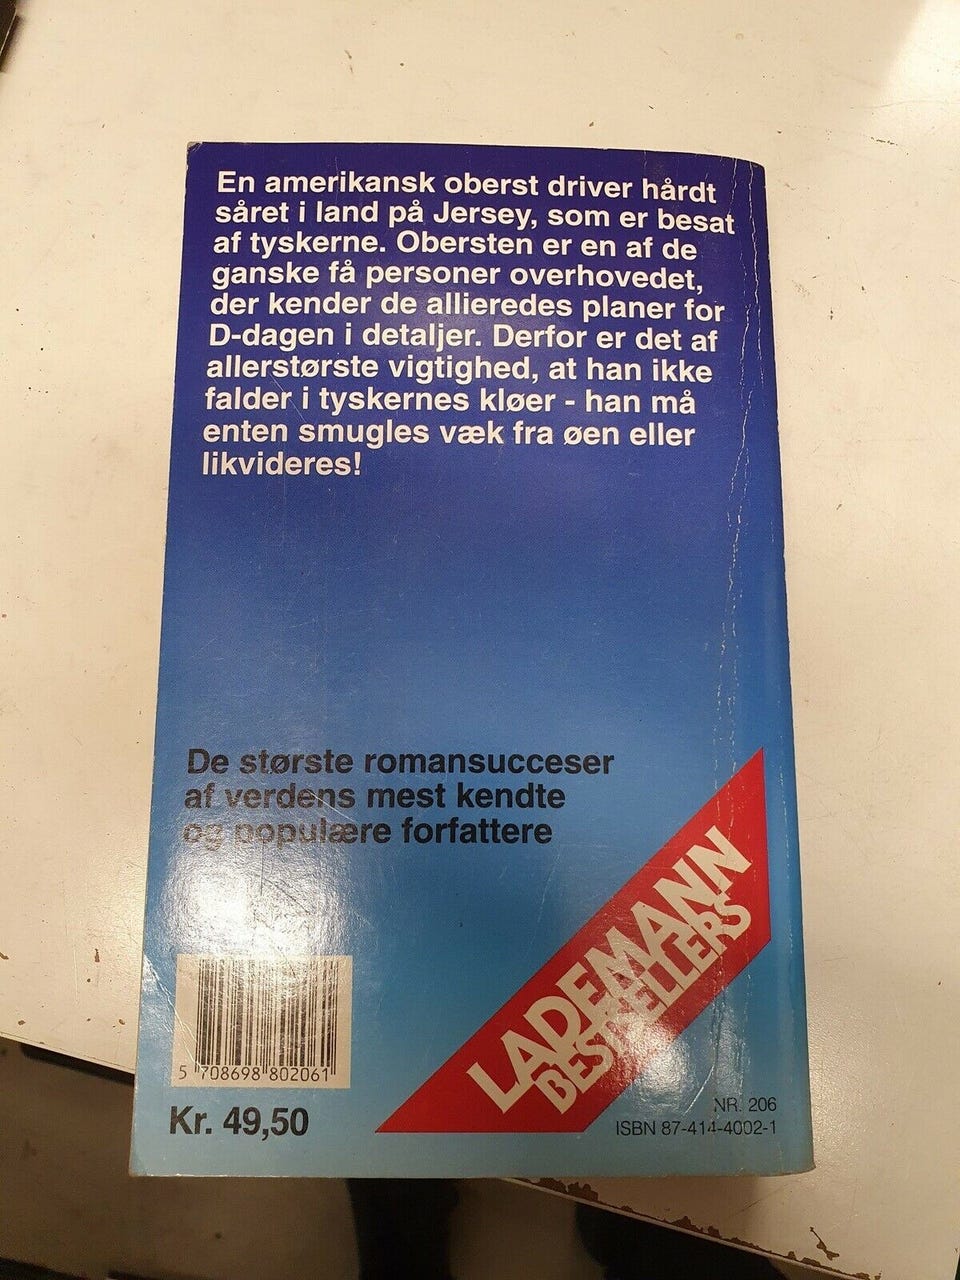 En amerikansk oberst driver hårdt
såret i land på Jersey, som er besat
af tyskerne. Obersten er en af de
ganske få personer overhovedet,
der kender de allieredes planer for
D-dagen i detaljer. Derfor er det af
allerstørste vigtighed, at han ikke
falder i tyskernes kløer - han må
enten smugles væk fra øen eller
likvideres!
De største romansucceser
af verdens mest kendte
og populære forfattere
LADEMANN
BESTSELLERS
5 708698 802061
Kr. 49,50
NR. 206
ISBN 87-414-4002-1